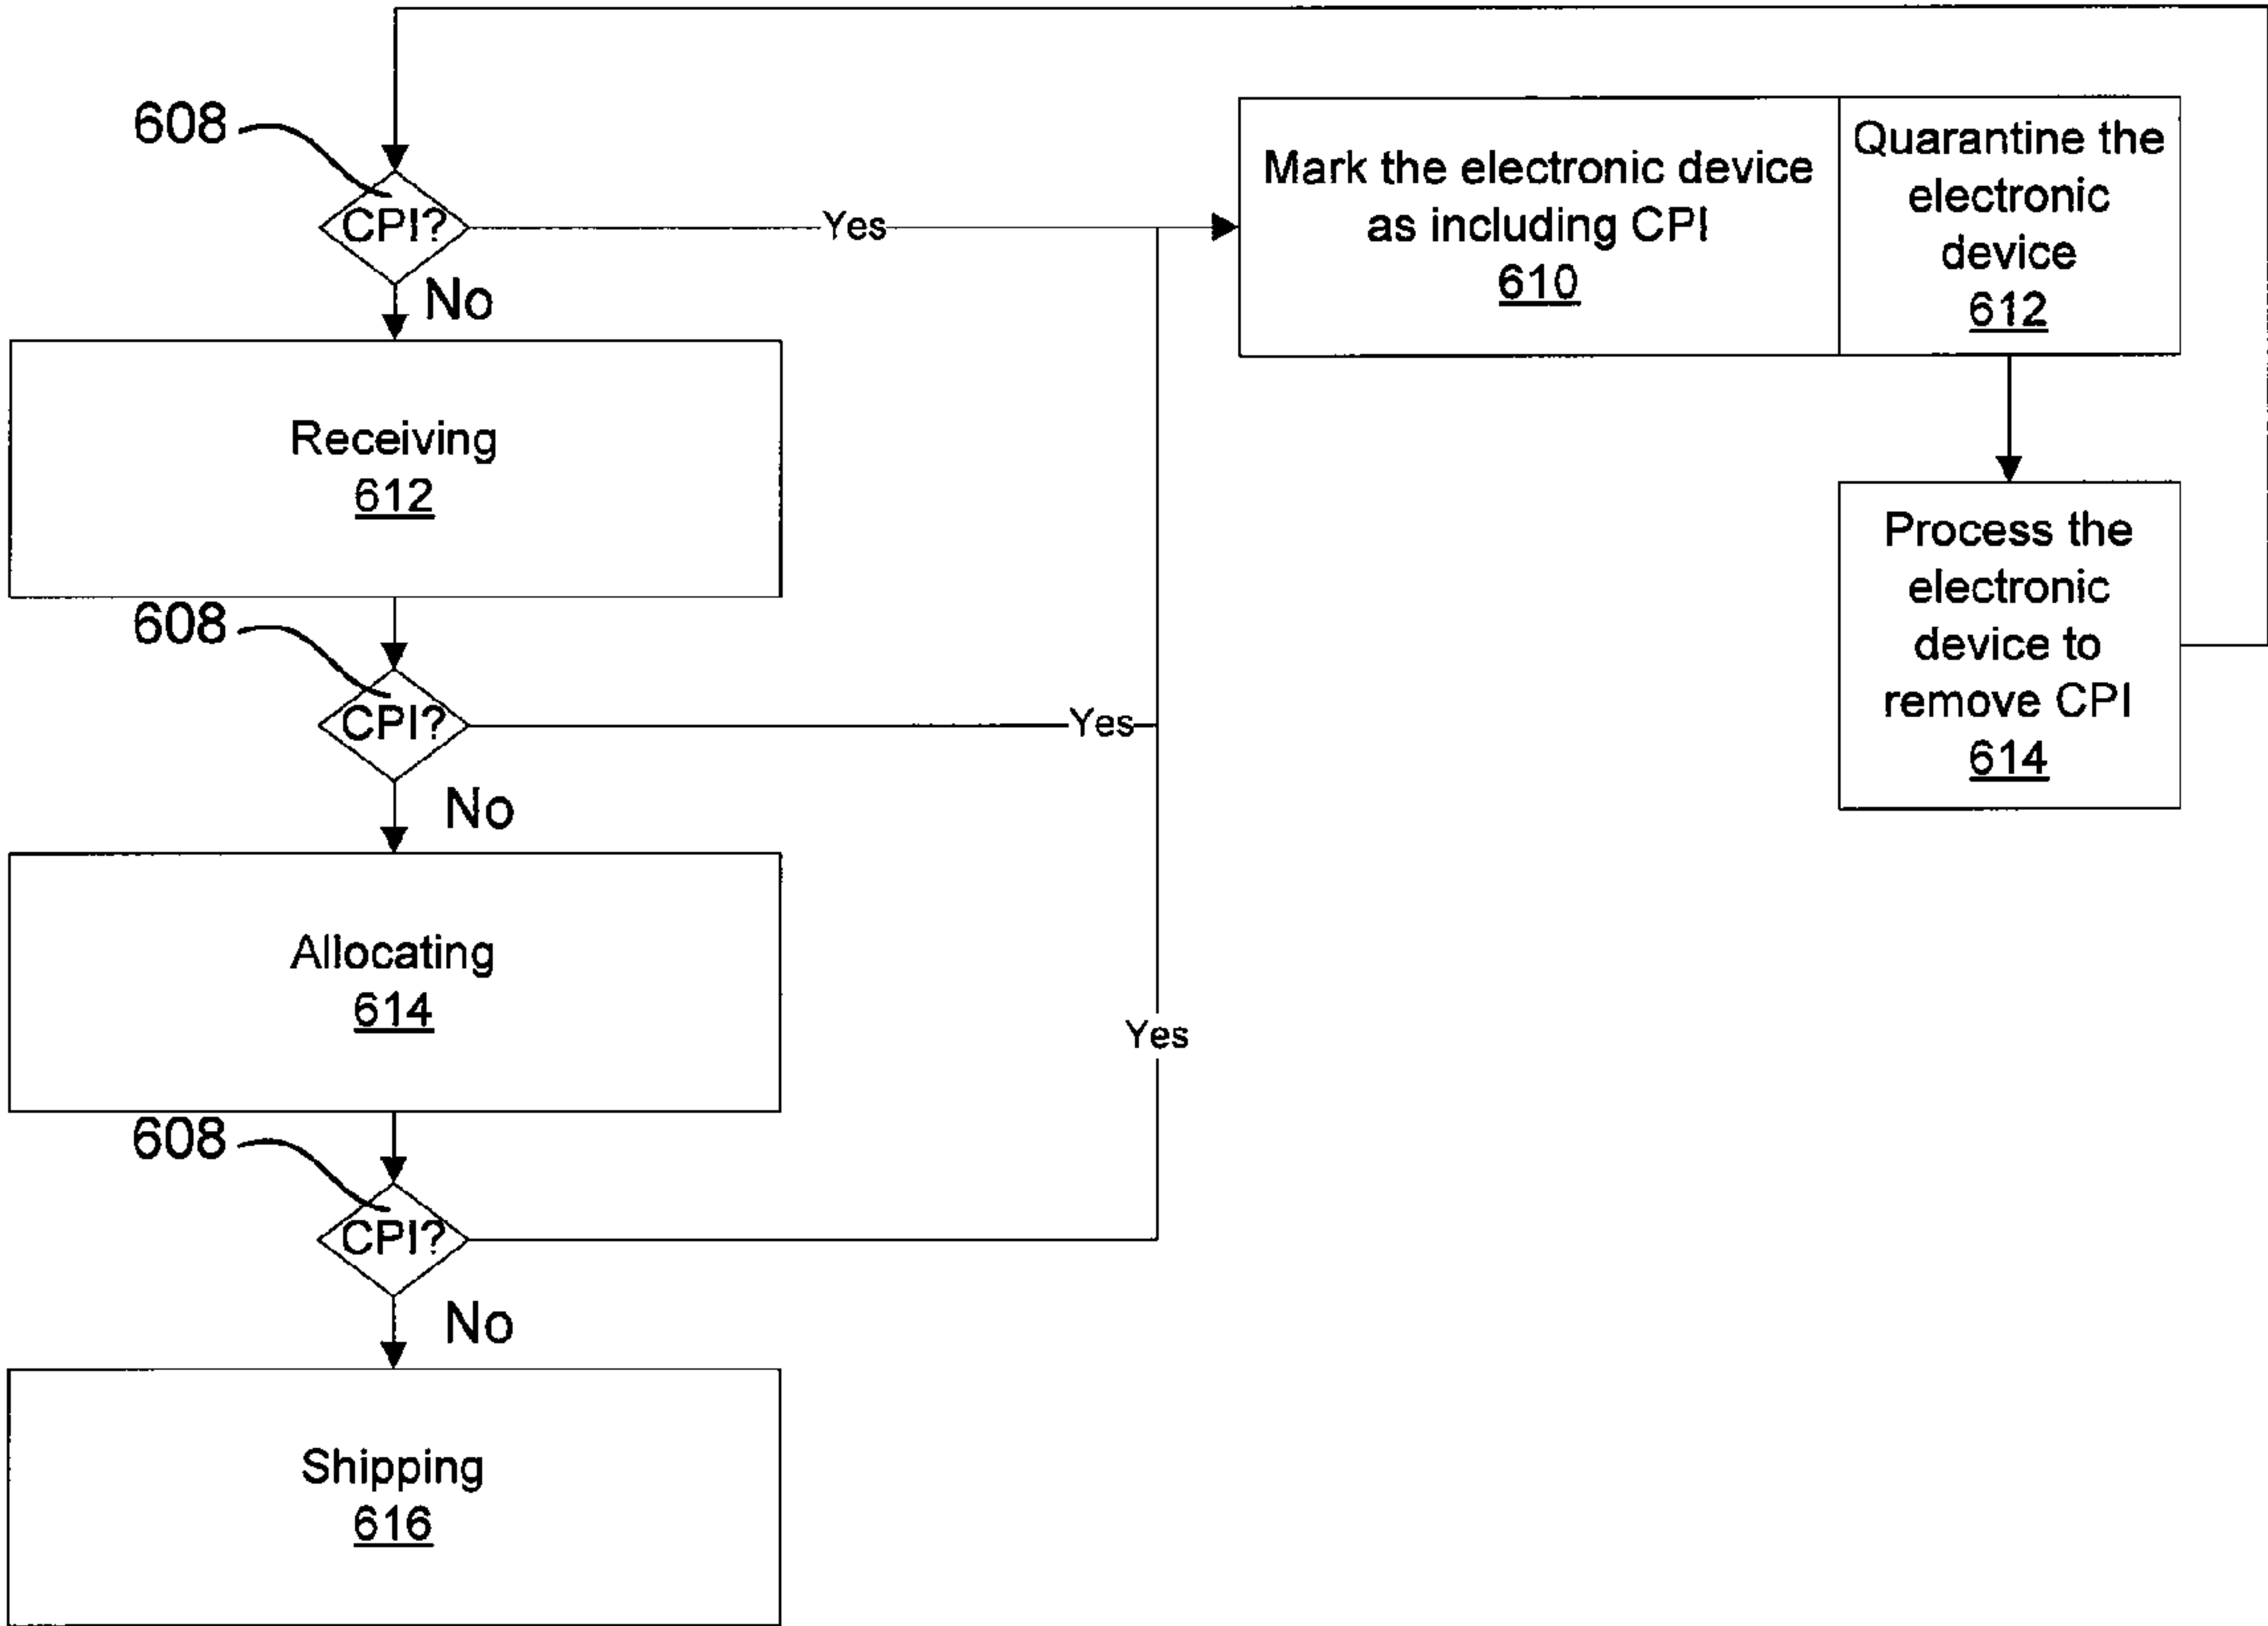 608
CPI?
Yes
No
Mark the electronic device
as including CPI
610
Quarantine the
electronic
device
612
Receiving
612
Process the
electronic
device to
remove CPI
614
608
CPI?
Yes
No
Allocating
614
Yes
608
CPI?
No
Shipping
616